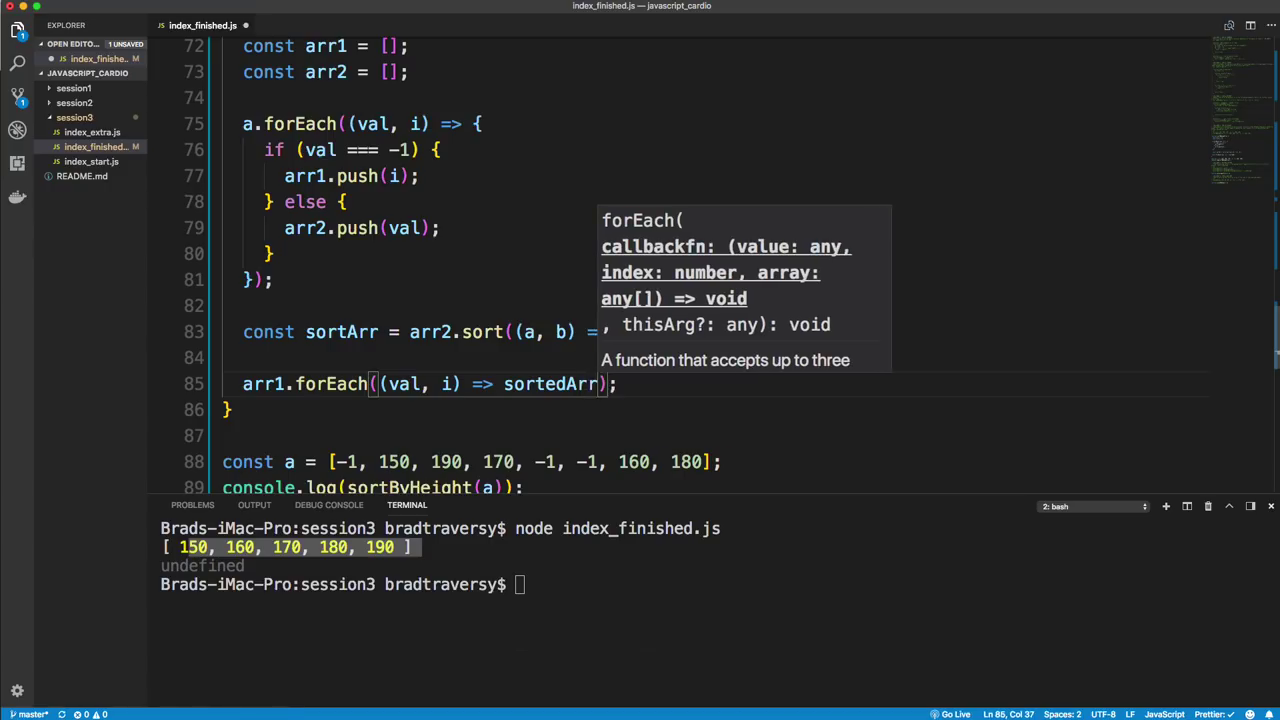 index_finished.js — javascript_cardio
EXPLORER
index_finished.js
OPEN EDITO... 1 UNSAVED
index_finishe...
JAVASCRIPT_CARDIO
session1
session2
session3
index_extra.js
index_finished...
index_start.js
README.md
1
1
72 const arr1 = [];
73 const arr2 = [];
74
75 a.forEach((val, i) => {
76 if (val === -1) {
77 arr1.push(i);
78 } else {
79 arr2.push(val);
80 }
81 });
82
83 const sortArr = arr2.sort((a, b) =
84
85 arr1.forEach((val, i) => sortedArr);
86 }
87
88 const a = [-1, 150, 190, 170, -1, -1, 160, 180];
89 console.log(sortByHeight(a));
forEach(
callbackfn: (value: any,
index: number, array:
any[]) => void
, thisArg?: any): void
A function that accepts up to three
PROBLEMS OUTPUT DEBUG CONSOLE TERMINAL 2: bash
Brads-iMac-Pro:session3 bradtraversy$ node index_finished.js
[ 150, 160, 170, 180, 190 ]
undefined
Brads-iMac-Pro:session3 bradtraversy$
master* 0 0 Go Live Ln 85, Col 37 Spaces: 2 UTF-8 LF JavaScript Prettier: ✓